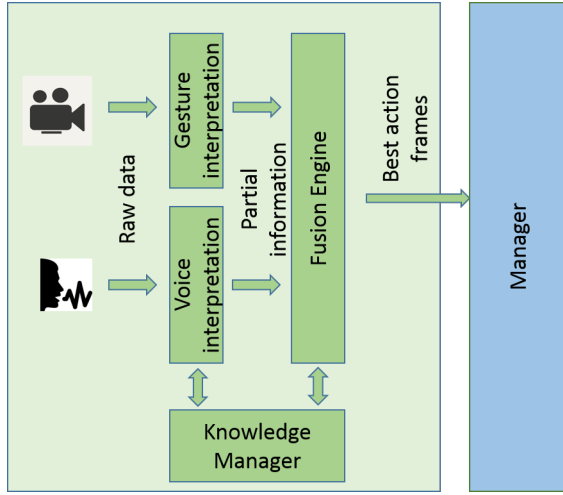 Raw data
Gesture
interpretation
Voice
interpretation
Partial
information
Fusion Engine
Knowledge
Manager
Best action
frames
Manager